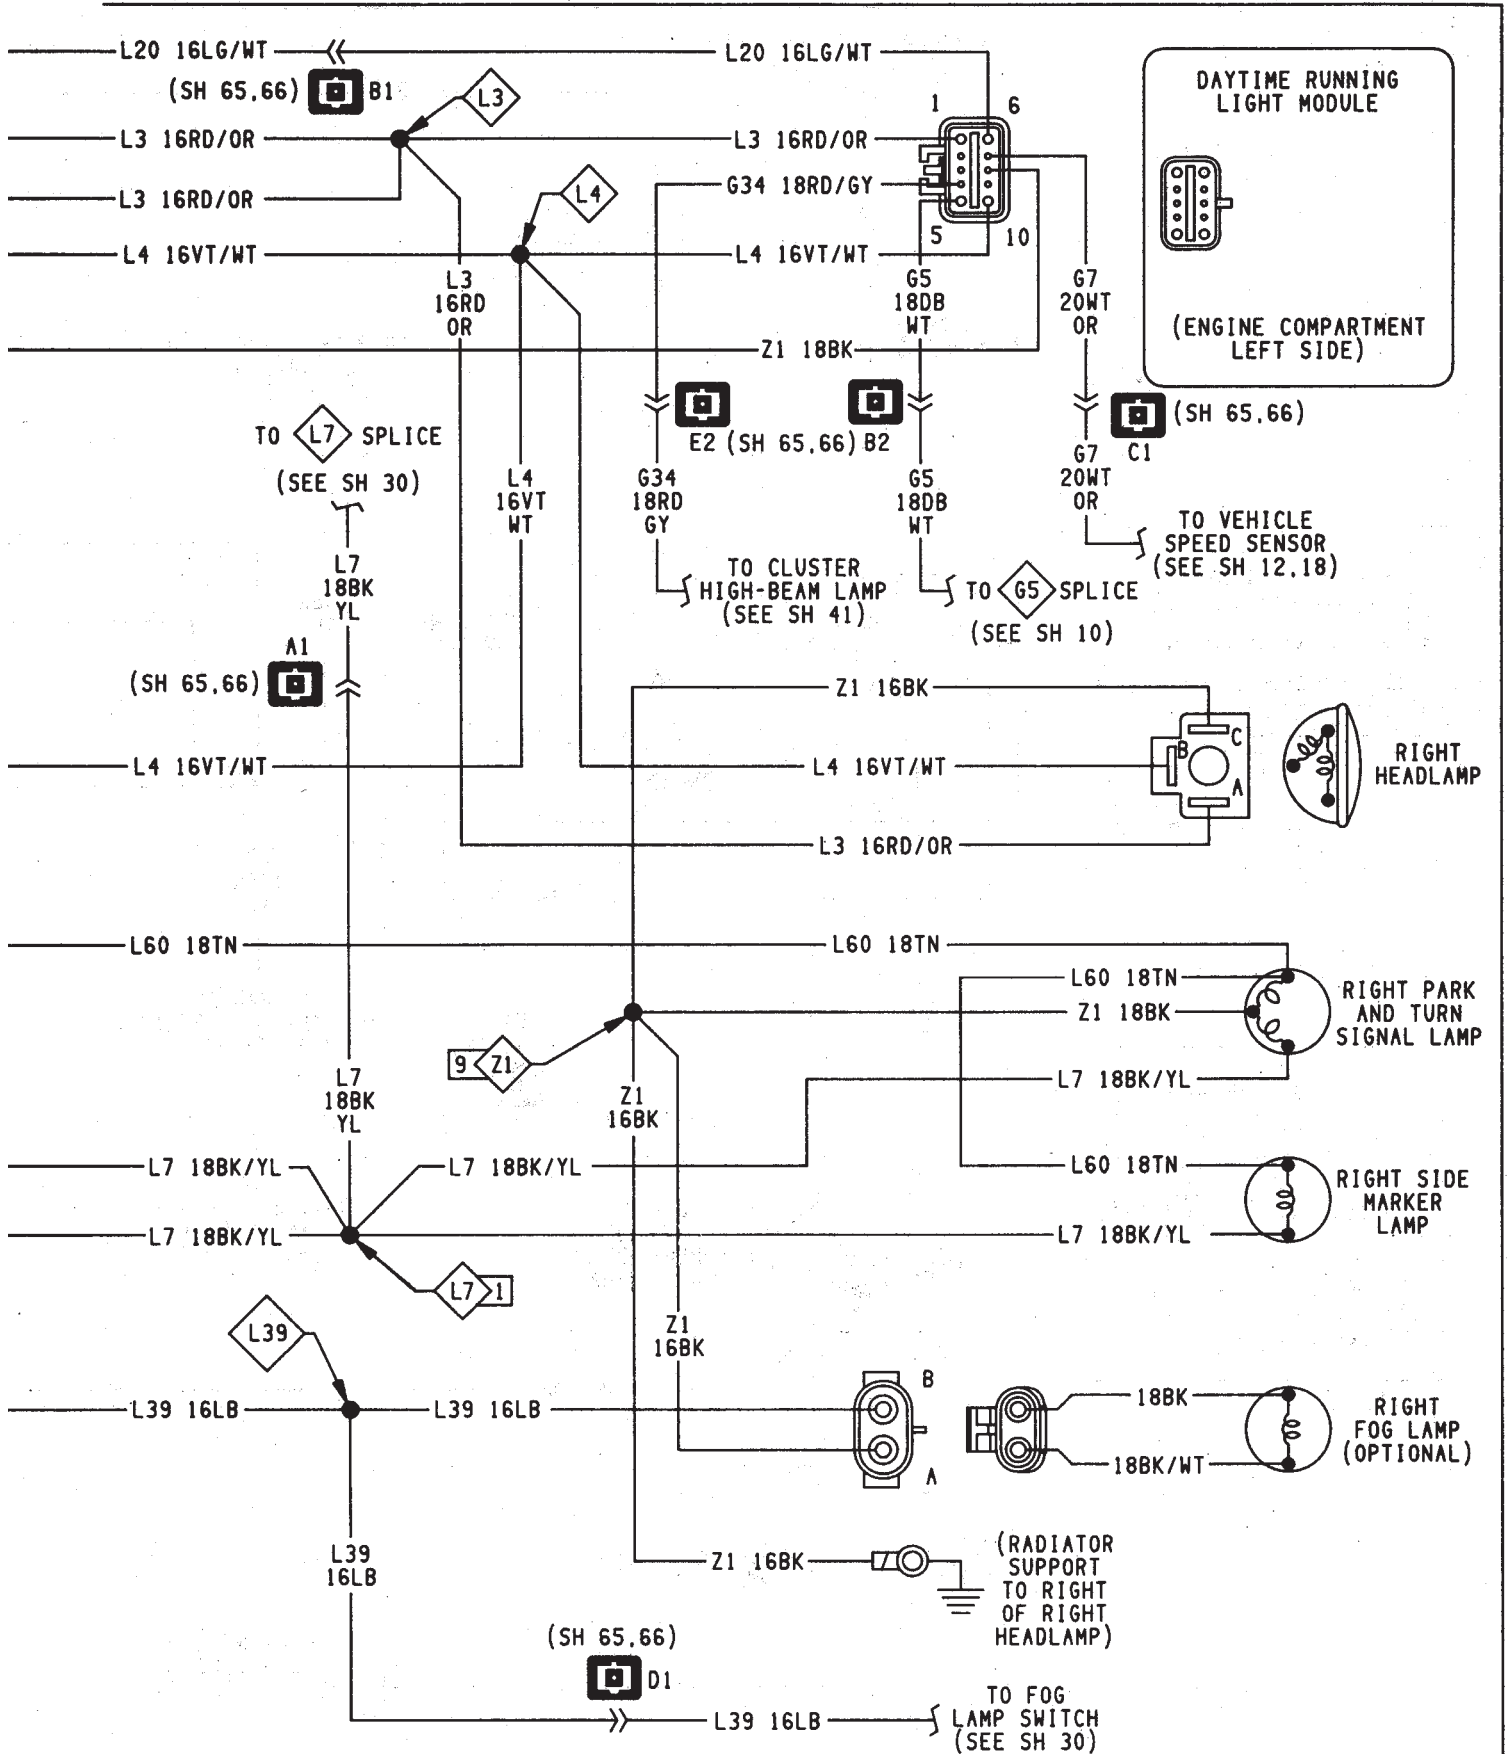 L20 16LG/WT
L20 16LG/WT
(SH 65,66)
B1
L3
DAYTIME RUNNING
LIGHT MODULE
1
6
L3 16RD/OR
L3 16RD/OR
L3 16RD/OR
G34 18RD/GY
L4
5
10
L4 16VT/WT
L4 16VT/WT
L3
16RD
OR
G5
18DB
WT
G7
20WT
OR
(ENGINE COMPARTMENT
LEFT SIDE)
Z1 18BK
E2 (SH 65,66) B2
(SH 65,66)
C1
TO L7 SPLICE
(SEE SH 30)
L4
16VT
WT
G34
18RD
GY
G5
18DB
WT
G7
20WT
OR
TO VEHICLE
SPEED SENSOR
(SEE SH 12,18)
L7
18BK
YL
TO CLUSTER
HIGH-BEAM LAMP
(SEE SH 41)
TO G5 SPLICE
(SEE SH 10)
A1
(SH 65,66)
Z1 16BK
C
B
A
RIGHT
HEADLAMP
L4 16VT/WT
L4 16VT/WT
L3 16RD/OR
L60 18TN
L60 18TN
L60 18TN
Z1 18BK
RIGHT PARK
AND TURN
SIGNAL LAMP
9 Z1
L7
18BK
YL
Z1
16BK
L7 18BK/YL
L7 18BK/YL
L7 18BK/YL
L60 18TN
RIGHT SIDE
MARKER
LAMP
L7 18BK/YL
L7 18BK/YL
L7 1
L39
Z1
16BK
L39 16LB
L39 16LB
B
A
18BK
18BK/WT
RIGHT
FOG LAMP
(OPTIONAL)
L39
16LB
Z1 16BK
(RADIATOR
SUPPORT
TO RIGHT
OF RIGHT
HEADLAMP)
(SH 65,66)
D1
L39 16LB
TO FOG
LAMP SWITCH
(SEE SH 30)